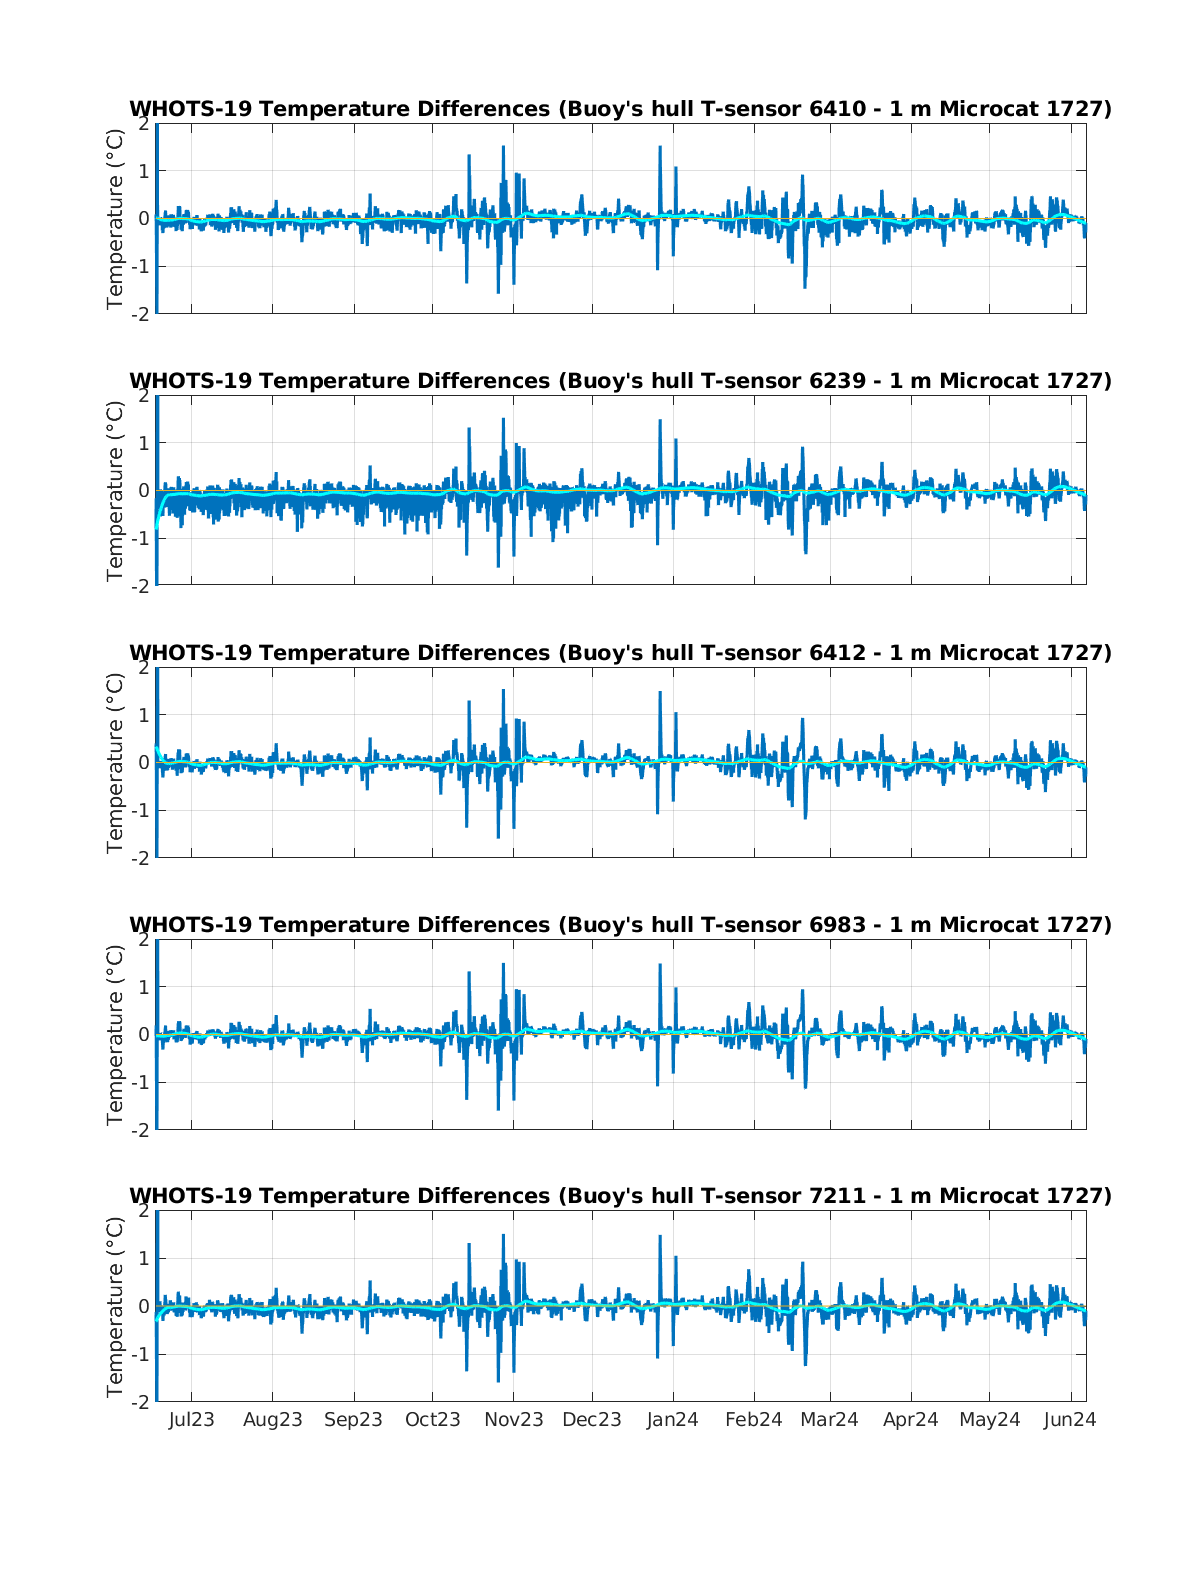 WHOTS-19 Temperature Differences (Buoy's hull T-sensor 6410 - 1 m Microcat 1727)
Temperature (°C)
2
1
0
-1
-2
WHOTS-19 Temperature Differences (Buoy's hull T-sensor 6239 - 1 m Microcat 1727)
Temperature (°C)
2
1
0
-1
-2
WHOTS-19 Temperature Differences (Buoy's hull T-sensor 6412 - 1 m Microcat 1727)
Temperature (°C)
2
1
0
-1
-2
WHOTS-19 Temperature Differences (Buoy's hull T-sensor 6983 - 1 m Microcat 1727)
Temperature (°C)
2
1
0
-1
-2
WHOTS-19 Temperature Differences (Buoy's hull T-sensor 7211 - 1 m Microcat 1727)
Temperature (°C)
2
1
0
-1
-2
Jul23 Aug23 Sep23 Oct23 Nov23 Dec23 Jan24 Feb24 Mar24 Apr24 May24 Jun24